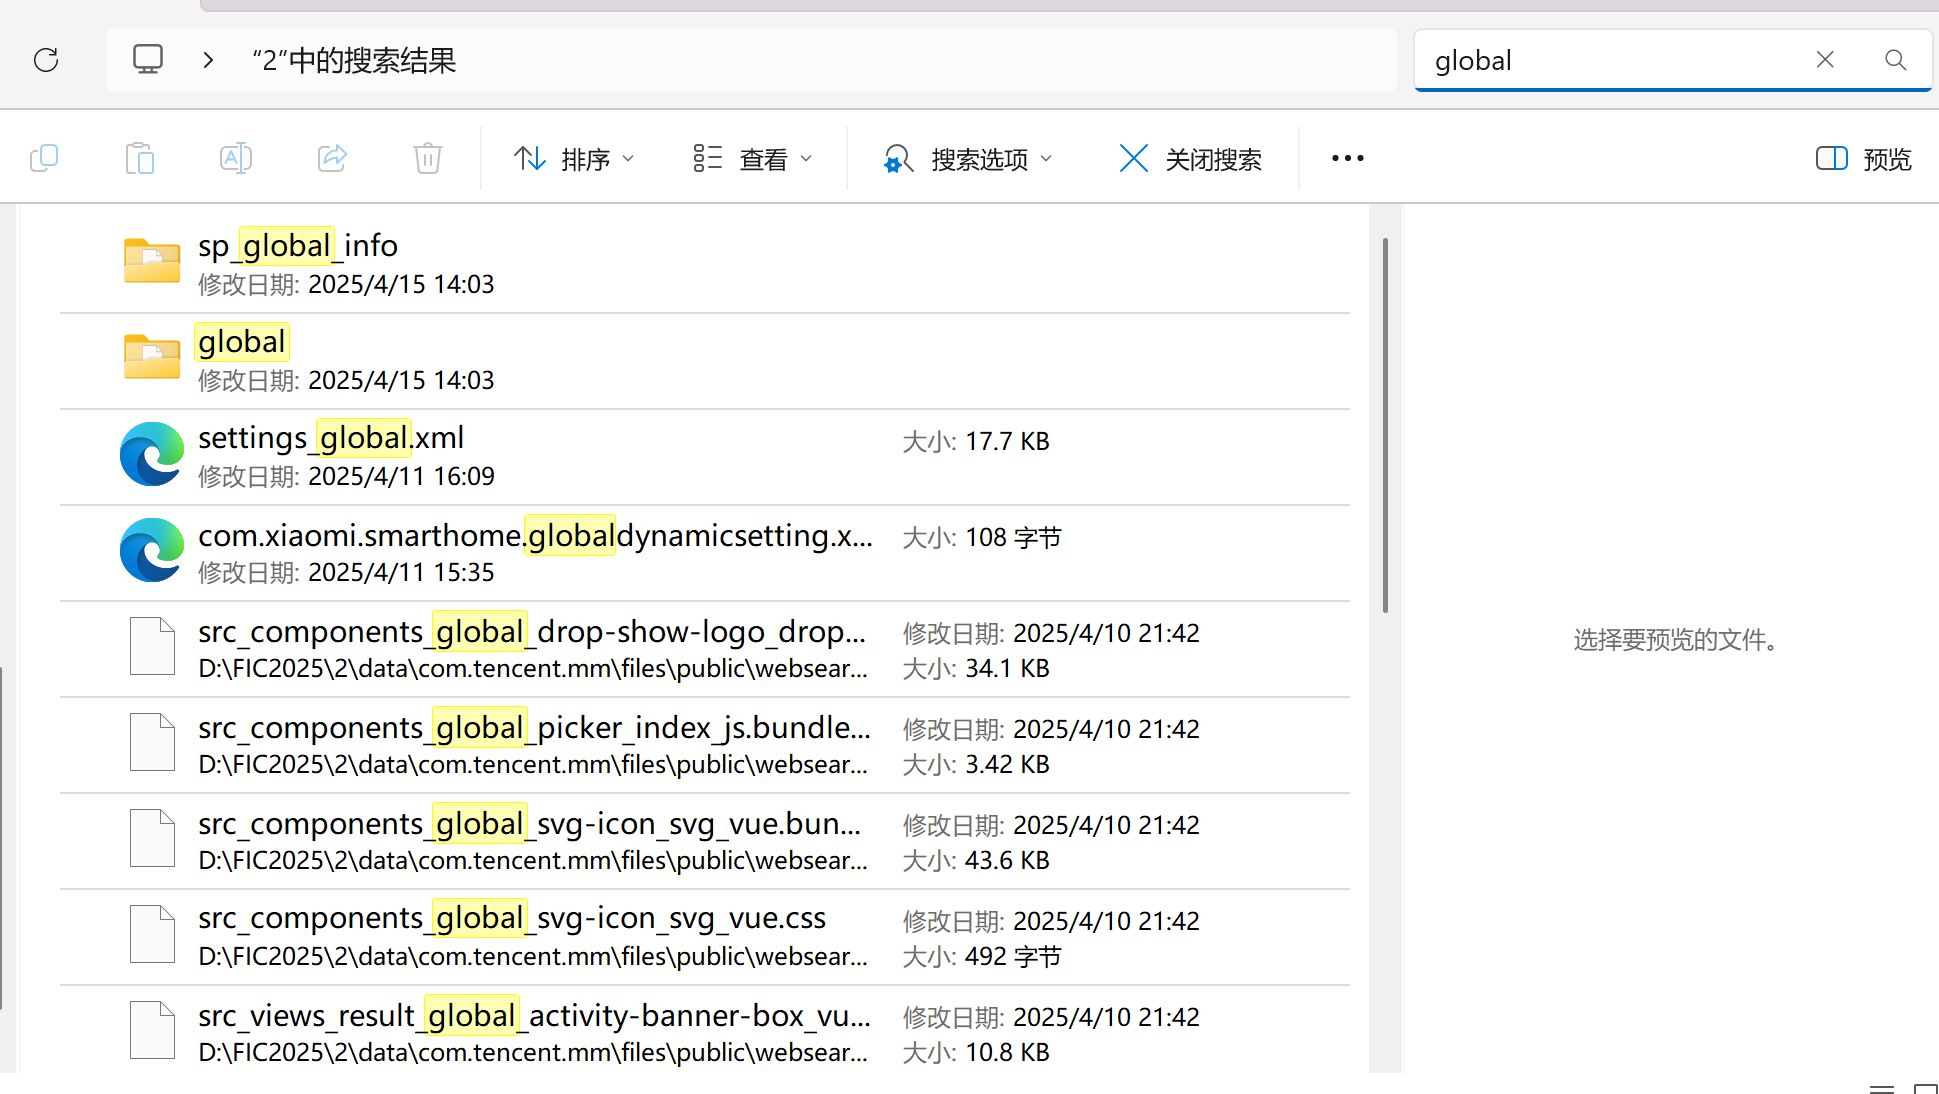 “2”中的搜索结果
global
排序
查看
搜索选项
关闭搜索
预览
sp_global_info
修改日期: 2025/4/15 14:03
global
修改日期: 2025/4/15 14:03
settings_global.xml
大小: 17.7 KB
修改日期: 2025/4/11 16:09
com.xiaomi.smarthome.globaldynamicsetting.x...
大小: 108 字节
修改日期: 2025/4/11 15:35
src_components_global_drop-show-logo_drop...
修改日期: 2025/4/10 21:42
D:\FIC2025\2\data\com.tencent.mm\files\public\websear...
大小: 34.1 KB
src_components_global_picker_index_js.bundle...
修改日期: 2025/4/10 21:42
D:\FIC2025\2\data\com.tencent.mm\files\public\websear...
大小: 3.42 KB
src_components_global_svg-icon_svg_vue.bun...
修改日期: 2025/4/10 21:42
D:\FIC2025\2\data\com.tencent.mm\files\public\websear...
大小: 43.6 KB
src_components_global_svg-icon_svg_vue.css
修改日期: 2025/4/10 21:42
D:\FIC2025\2\data\com.tencent.mm\files\public\websear...
大小: 492 字节
src_views_result_global_activity-banner-box_vu...
修改日期: 2025/4/10 21:42
D:\FIC2025\2\data\com.tencent.mm\files\public\websear...
大小: 10.8 KB
选择要预览的文件。